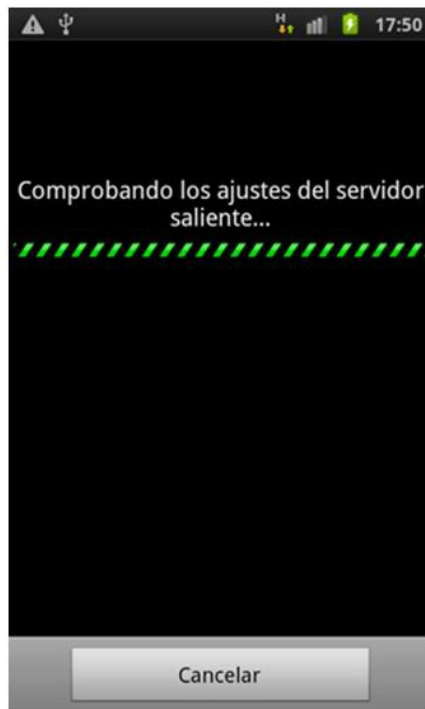 H
17:50
Comprobando los ajustes del servidor
saliente...
Cancelar